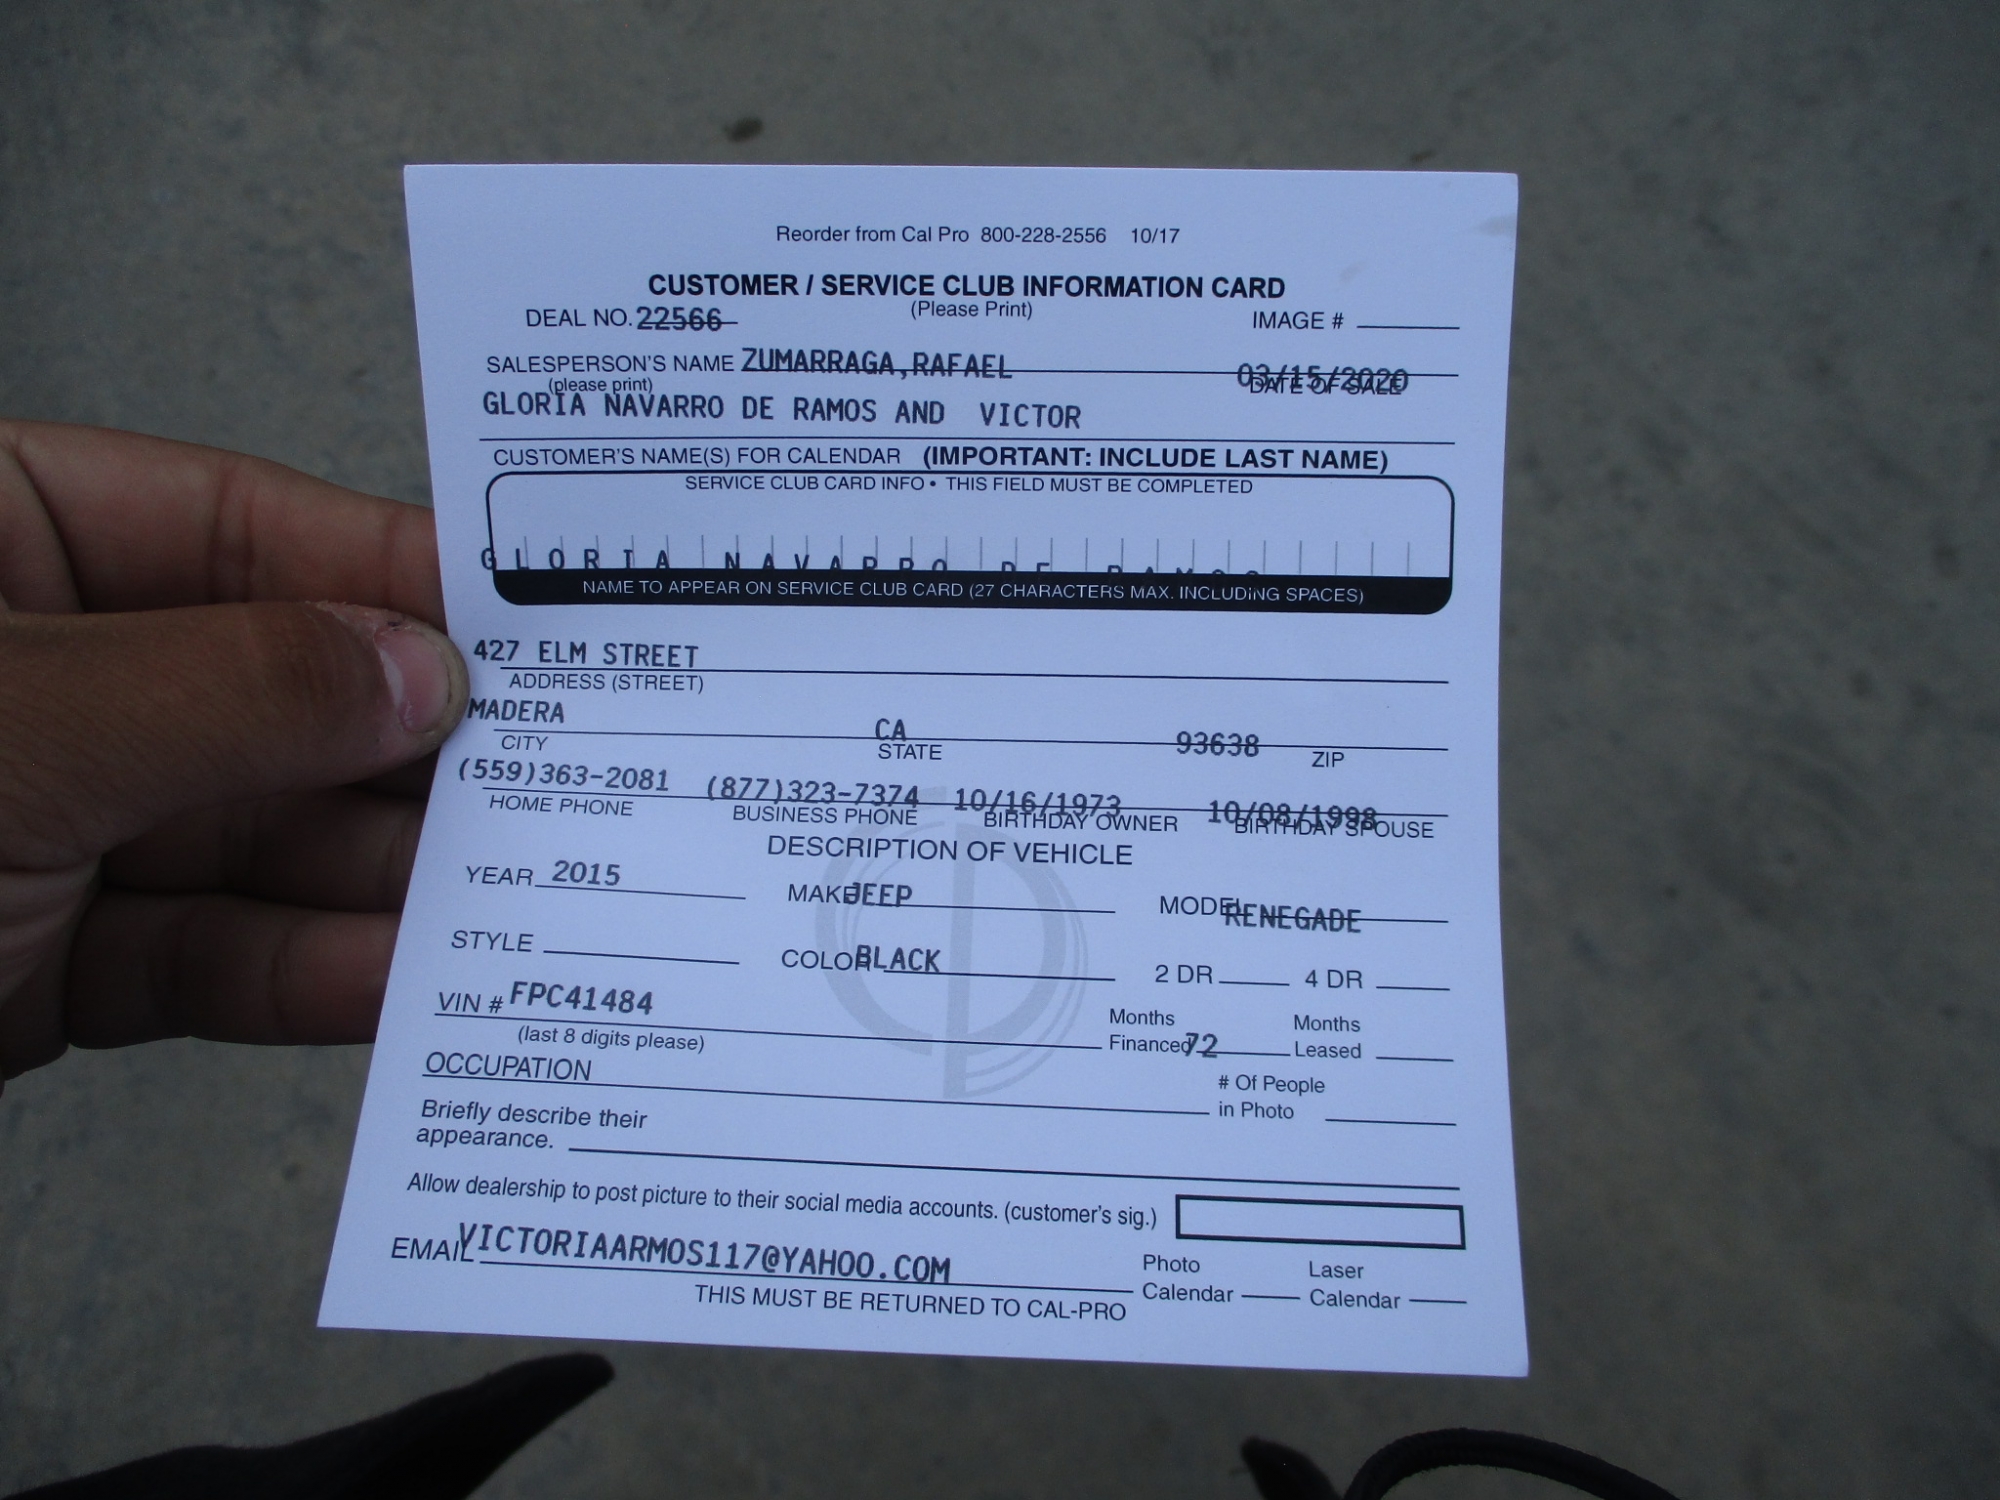 Reorder from Cal Pro 800-228-2556 10/17
CUSTOMER / SERVICE CLUB INFORMATION CARD
(Please Print)
DEAL NO. 22566 IMAGE #
SALESPERSON'S NAME ZUMARRAGA,RAFAEL 03/15/2020
(please print) DATE OF SALE
GLORIA NAVARRO DE RAMOS AND VICTOR
CUSTOMER'S NAME(S) FOR CALENDAR (IMPORTANT: INCLUDE LAST NAME)
SERVICE CLUB CARD INFO • THIS FIELD MUST BE COMPLETED
GLORIA NAVARRO DE RAMOS
NAME TO APPEAR ON SERVICE CLUB CARD (27 CHARACTERS MAX. INCLUDING SPACES)
427 ELM STREET
ADDRESS (STREET)
MADERA CA 93638
CITY STATE ZIP
(559)363-2081 (877)323-7374 10/16/1973 10/08/1998
HOME PHONE BUSINESS PHONE BIRTHDAY OWNER BIRTHDAY SPOUSE
DESCRIPTION OF VEHICLE
YEAR 2015 MAKE JEEP MODEL RENEGADE
STYLE COLOR BLACK 2 DR 4 DR
VIN # FPC41484
(last 8 digits please)
Months Financed 72 Months Leased
OCCUPATION
# Of People in Photo
Briefly describe their
appearance.
Allow dealership to post picture to their social media accounts. (customer's sig.)
EMAIL VICTORIAARMOS117@YAHOO.COM
Photo Calendar Laser Calendar
THIS MUST BE RETURNED TO CAL-PRO